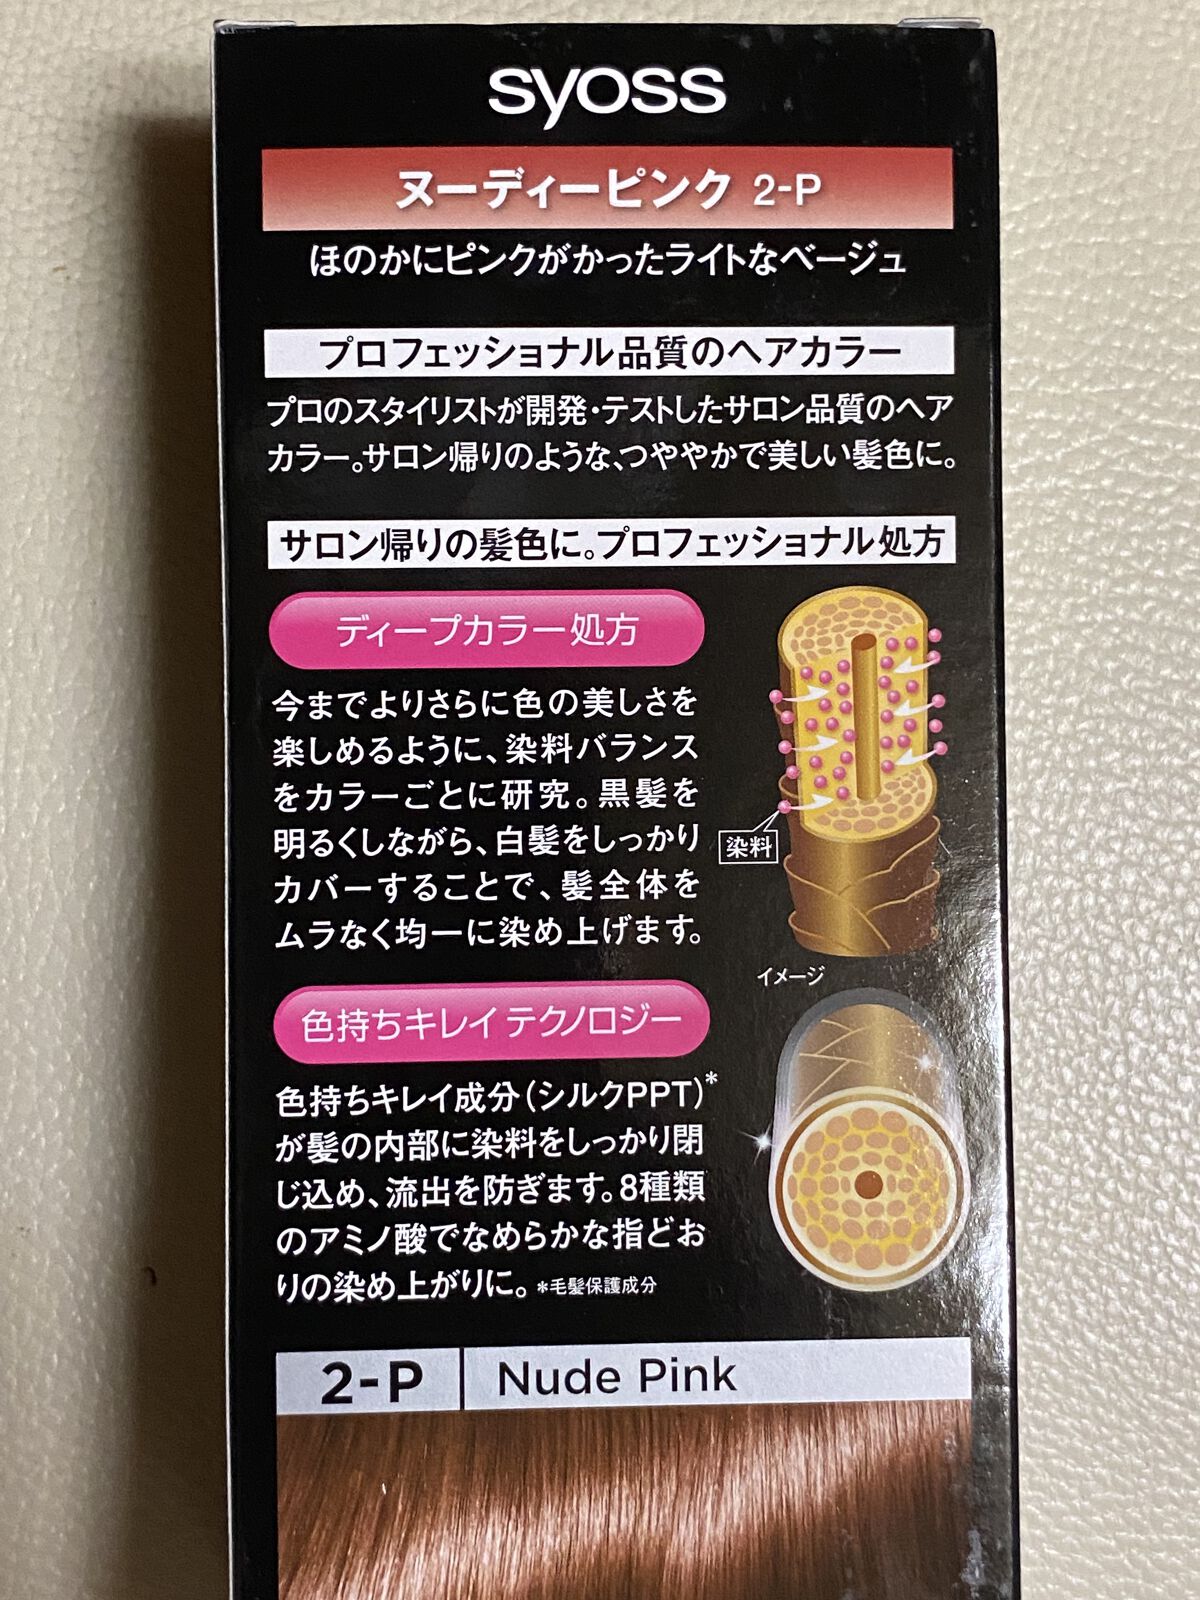 syoss
ヌーディーピンク 2-P
ほのかにピンクがかったライトなベージュ
プロフェッショナル品質のヘアカラー
プロのスタイリストが開発・テストしたサロン品質のヘア
カラー。サロン帰りのような、つややかで美しい髪色に。
サロン帰りの髪色に。プロフェッショナル処方
ディープカラー処方
今までよりさらに色の美しさを
楽しめるように、染料バランス
をカラーごとに研究。黒髪を
明るくしながら、白髪をしっかり
カバーすることで、髪全体を
ムラなく均一に染め上げます。
染料
イメージ
色持ちキレイテクノロジー
色持ちキレイ成分(シルクPPT)*
が髪の内部に染料をしっかり閉
じ込め、流出を防ぎます。8種類
のアミノ酸でなめらかな指どお
りの染め上がりに。 *毛髪保護成分
2-P Nude Pink